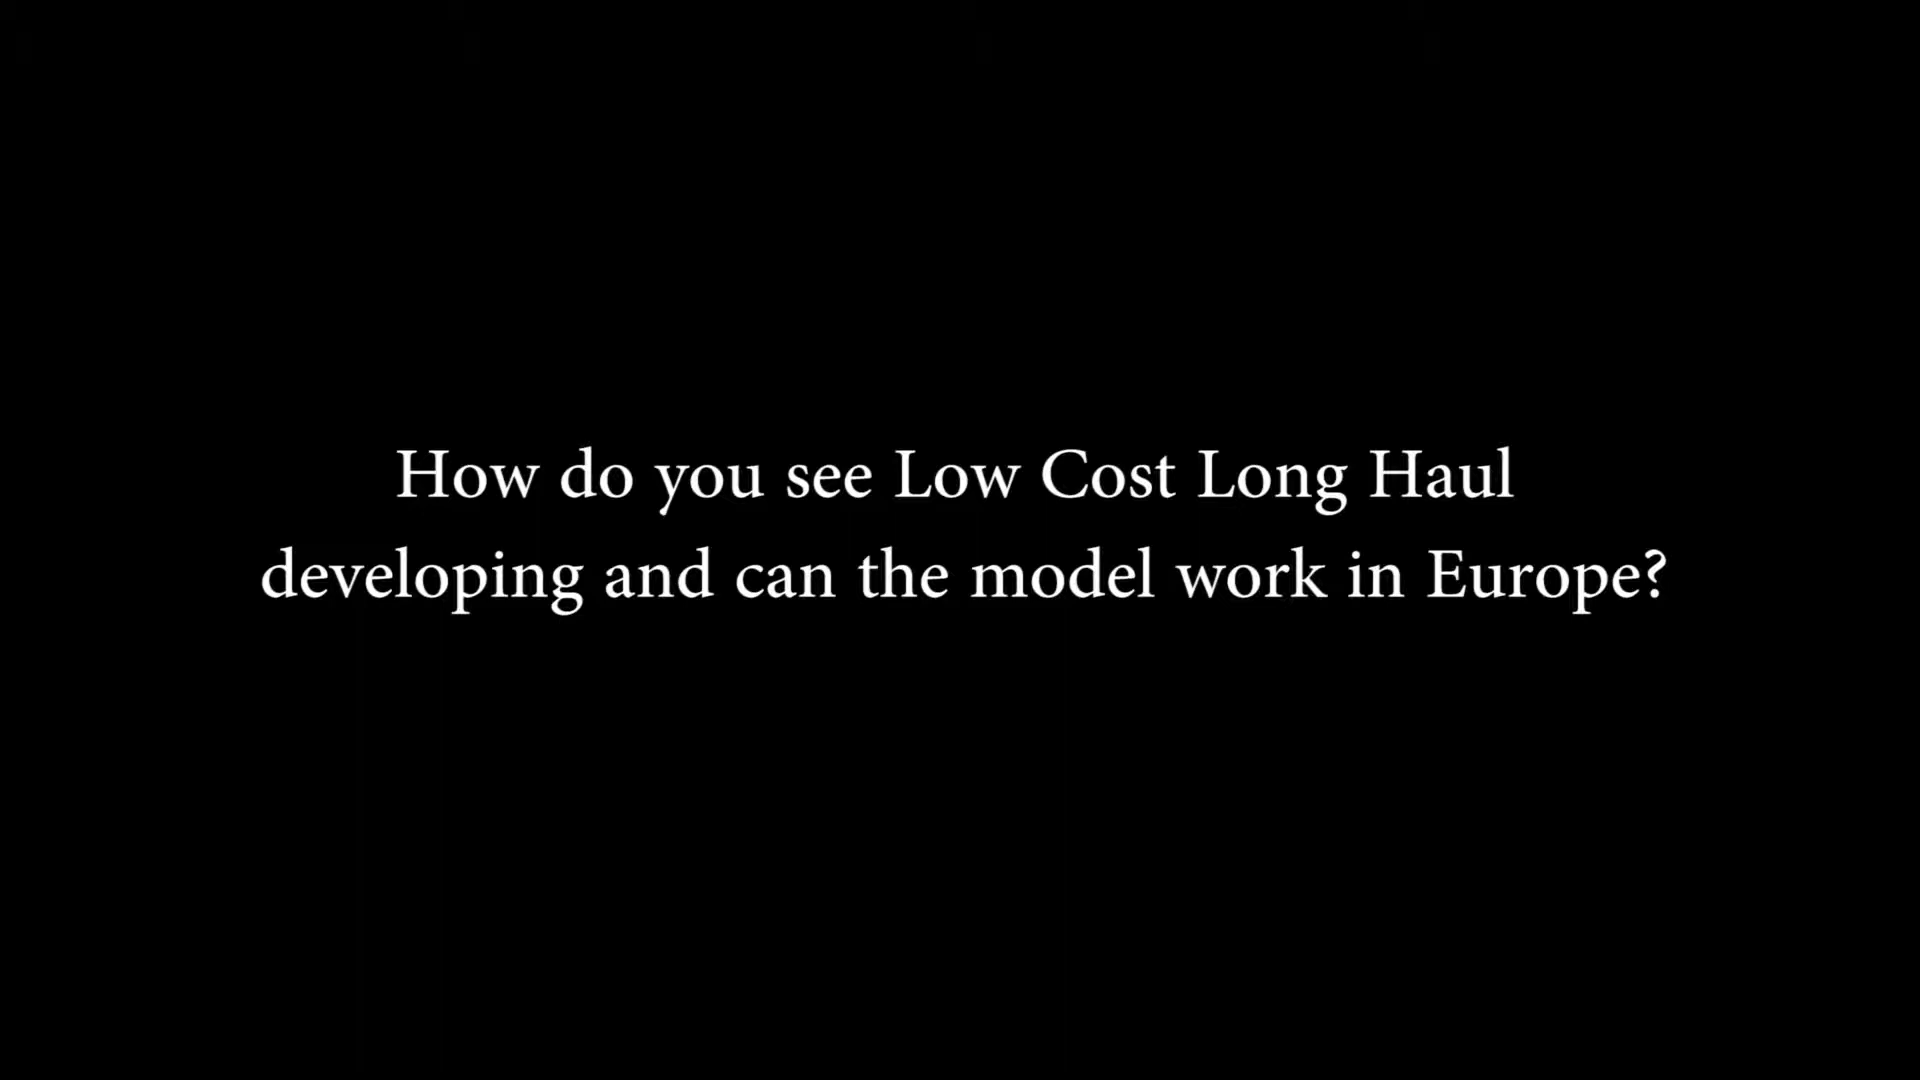 How do you see Low Cost Long Haul
developing and can the model work in Europe?